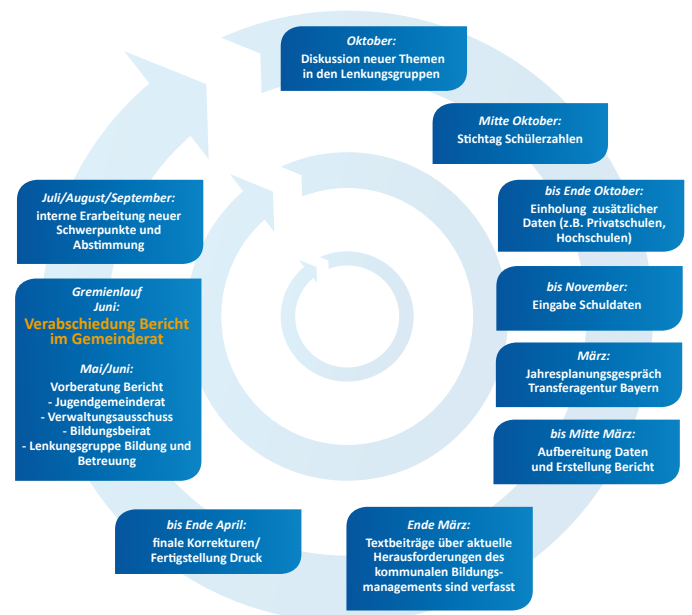 Oktober:
Diskussion neuer Themen
in den Lenkungsgruppen
Mitte Oktober:
Stichtag Schülerzahlen
bis Ende Oktober:
Einholung zusätzlicher
Daten (z.B. Privatschulen,
Hochschulen)
bis November:
Eingabe Schuldaten
März:
Jahresplanungsgespräch
Transferagentur Bayern
bis Mitte März:
Aufbereitung Daten
und Erstellung Bericht
Ende März:
Textbeiträge über aktuelle
Herausforderungen des
kommunalen Bildungs-
managements sind verfasst
bis Ende April:
finale Korrekturen/
Fertigstellung Druck
Gremienlauf
Juni:
Verabschiedung Bericht
im Gemeinderat
Mai/Juni:
Vorberatung Bericht
- Jugendgemeinderat
- Verwaltungsausschuss
- Bildungsbeirat
- Lenkungsgruppe Bildung und
Betreuung
Juli/August/September:
interne Erarbeitung neuer
Schwerpunkte und
Abstimmung